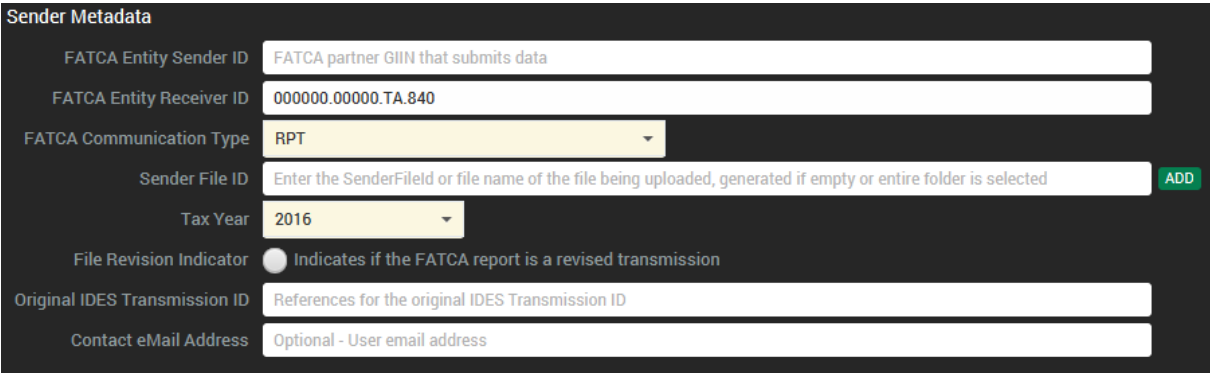 Sender Metadata
FATCA Entity Sender ID FATCA partner GIIN that submits data
FATCA Entity Receiver ID 000000.00000.TA.840
FATCA Communication Type RPT
Sender File ID Enter the SenderFileId or file name of the file being uploaded, generated if empty or entire folder is selected ADD
Tax Year 2016
File Revision Indicator Indicates if the FATCA report is a revised transmission
Original IDES Transmission ID References for the original IDES Transmission ID
Contact eMail Address Optional - User email address